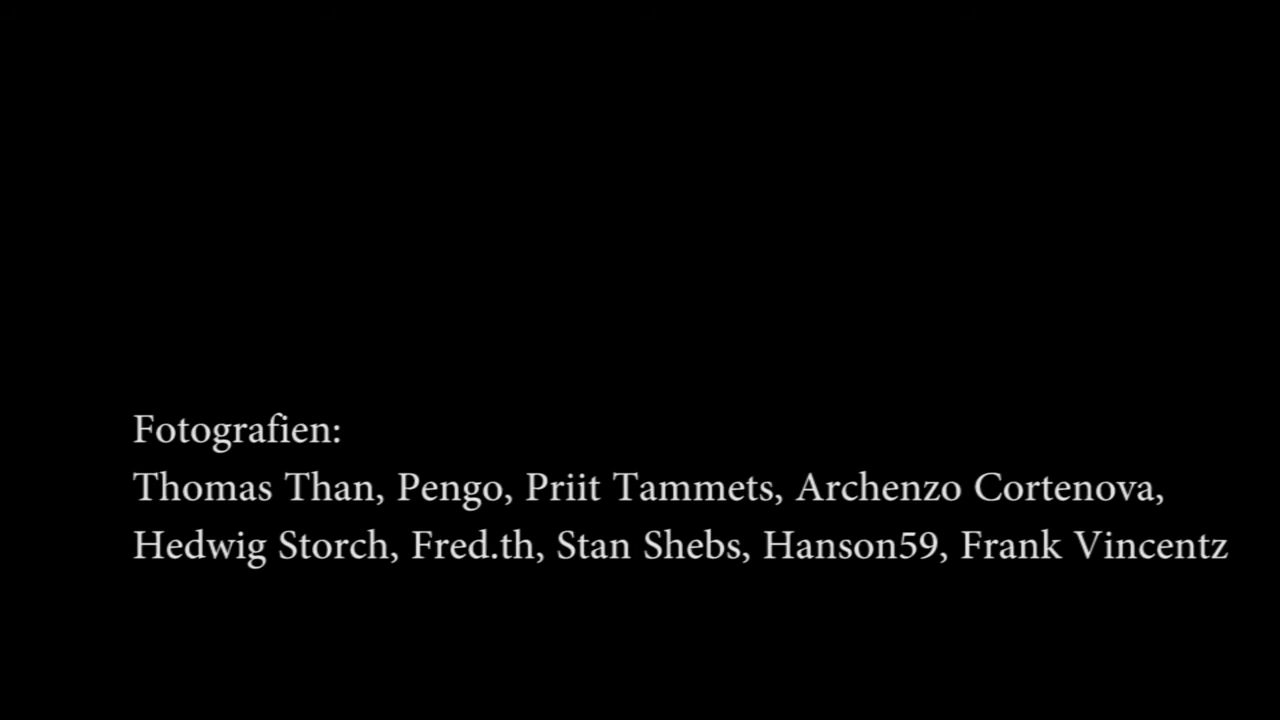 Fotografien:
Thomas Than, Pengo, Priit Tammets, Archenzo Cortenova,
Hedwig Storch, Fred.th, Stan Shebs, Hanson59, Frank Vincentz